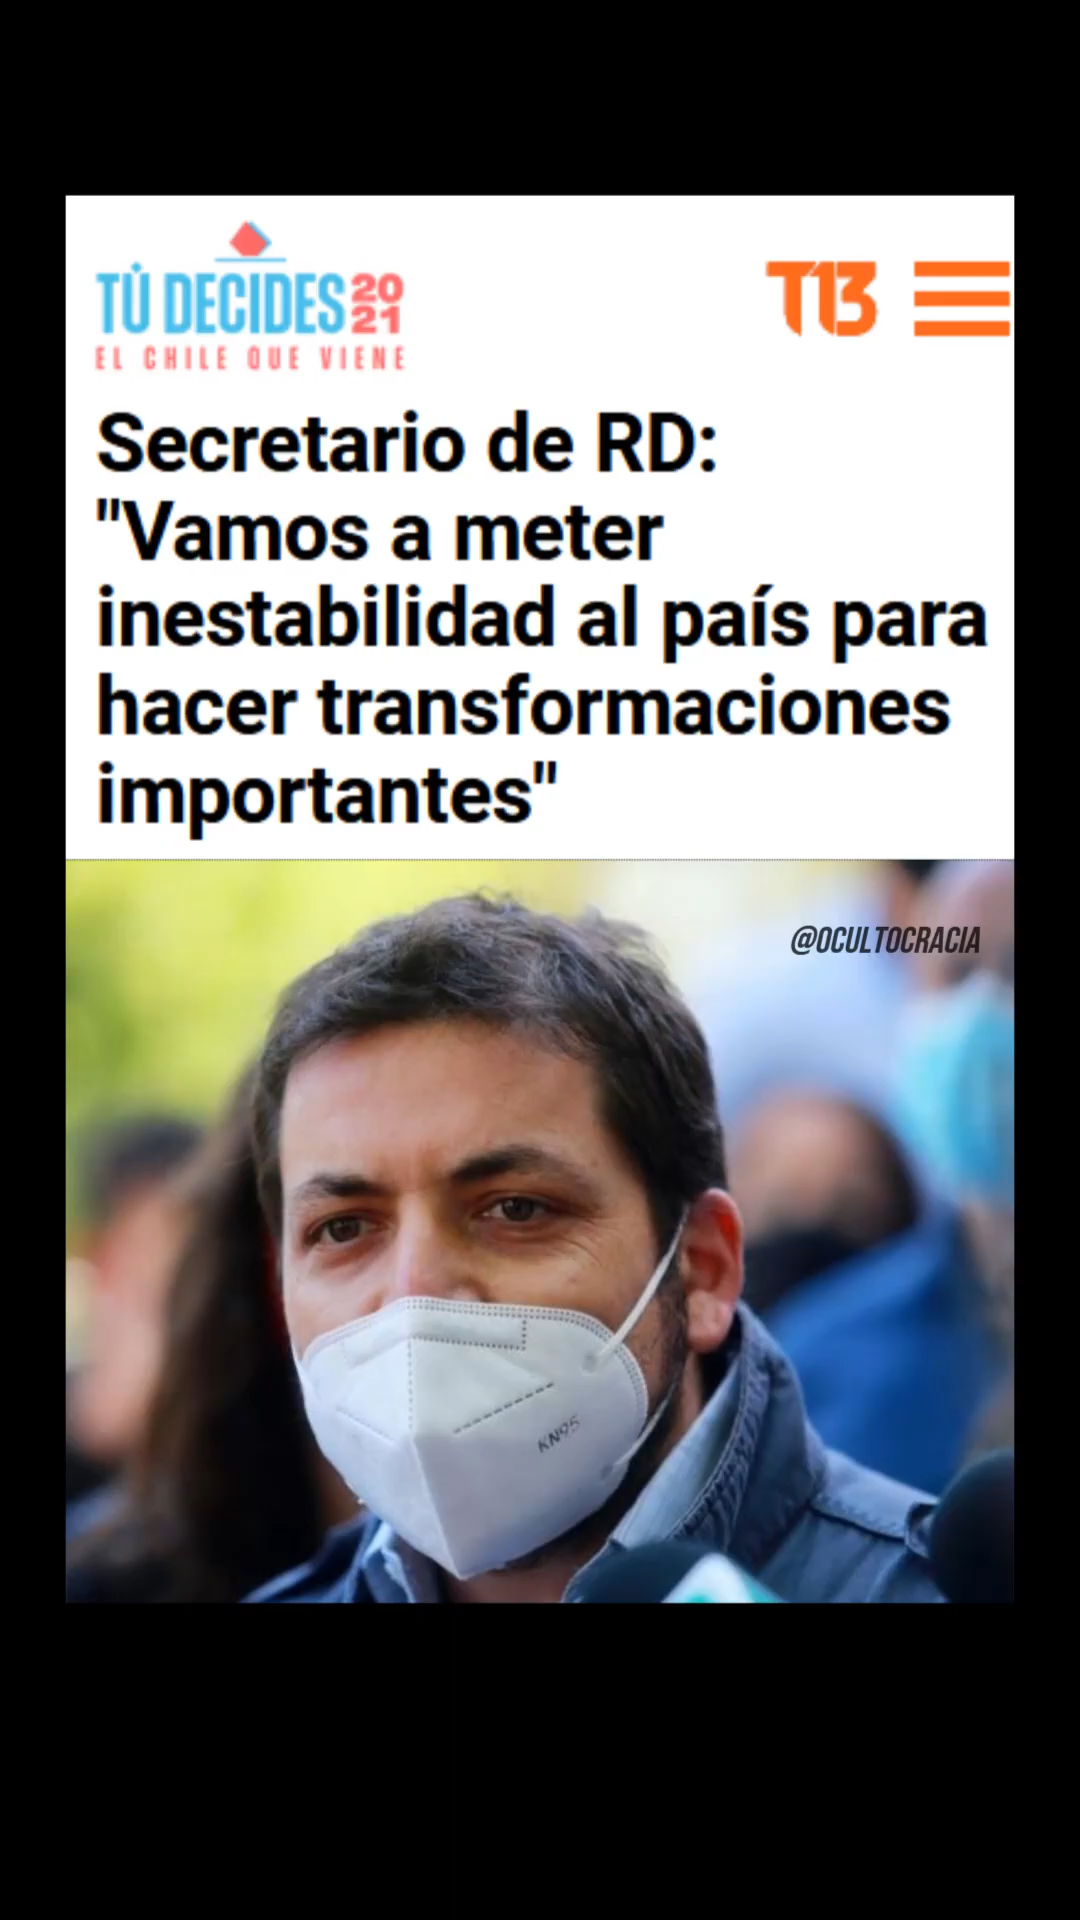 TÚ DECIDES 2021
EL CHILE QUE VIENE
T13
Secretario de RD:
"Vamos a meter
inestabilidad al país para
hacer transformaciones
importantes"
@OCULTOCRACIA
KN95